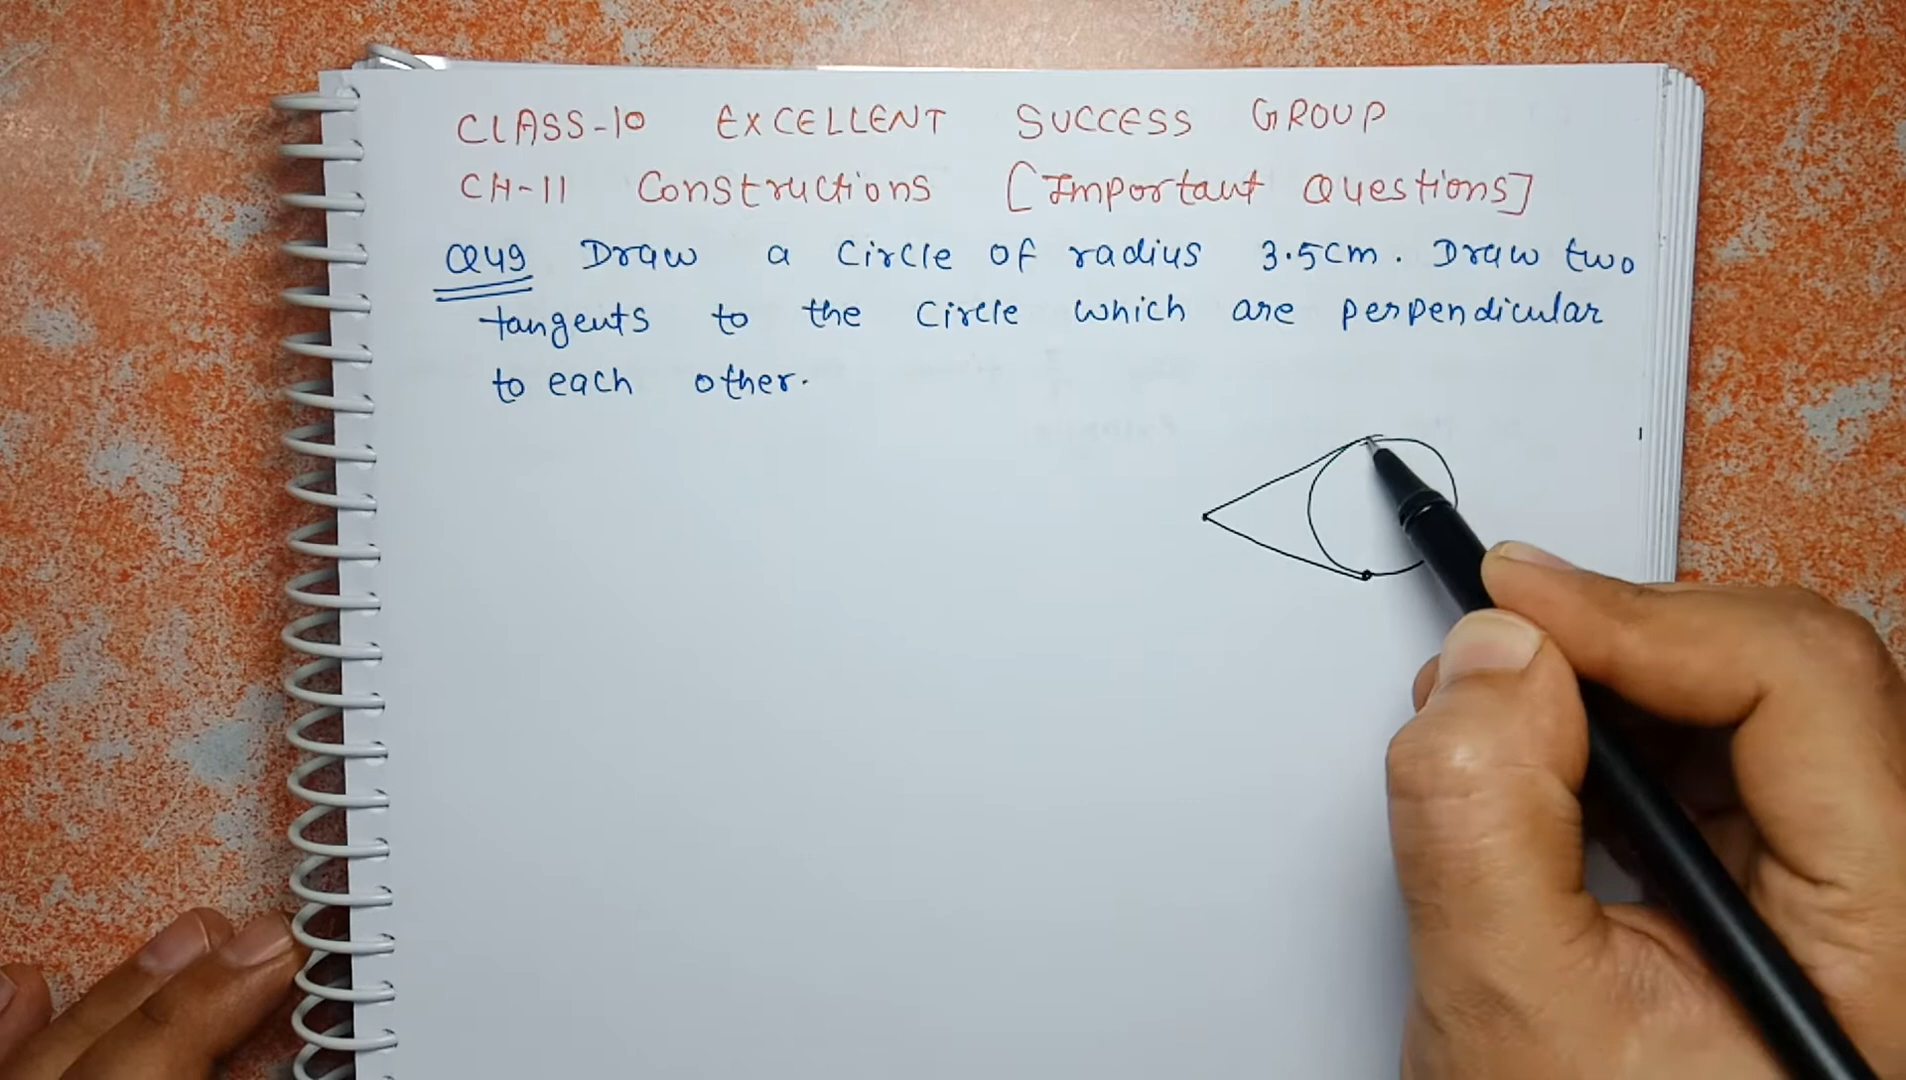 CLASS-10 EXCELLENT SUCCESS GROUP
CH-11 Constructions [Important Questions]
Q49 Draw a circle of radius 3.5cm. Draw two
tangents to the circle which are perpendicular
to each other.